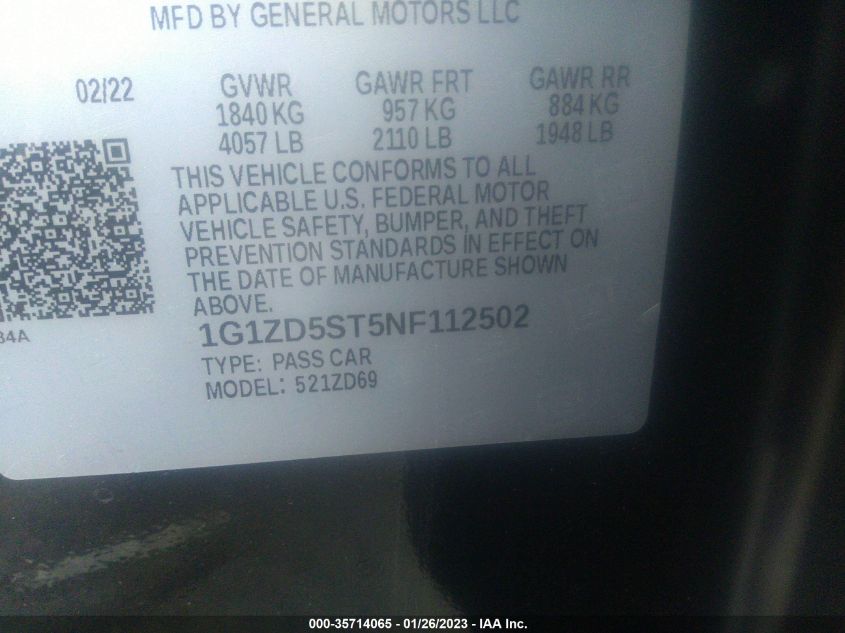 MFD BY GENERAL MOTORS LLC
02/22 GVWR GAWR FRT GAWR RR
1840 KG 957 KG 884 KG
4057 LB 2110 LB 1948 LB
THIS VEHICLE CONFORMS TO ALL
APPLICABLE U.S. FEDERAL MOTOR
VEHICLE SAFETY, BUMPER, AND THEFT
PREVENTION STANDARDS IN EFFECT ON
THE DATE OF MANUFACTURE SHOWN
ABOVE.
84A
1G1ZD5ST5NF112502
TYPE: PASS CAR
MODEL: 521ZD69
000-35714065 - 01/26/2023 - IAA Inc.